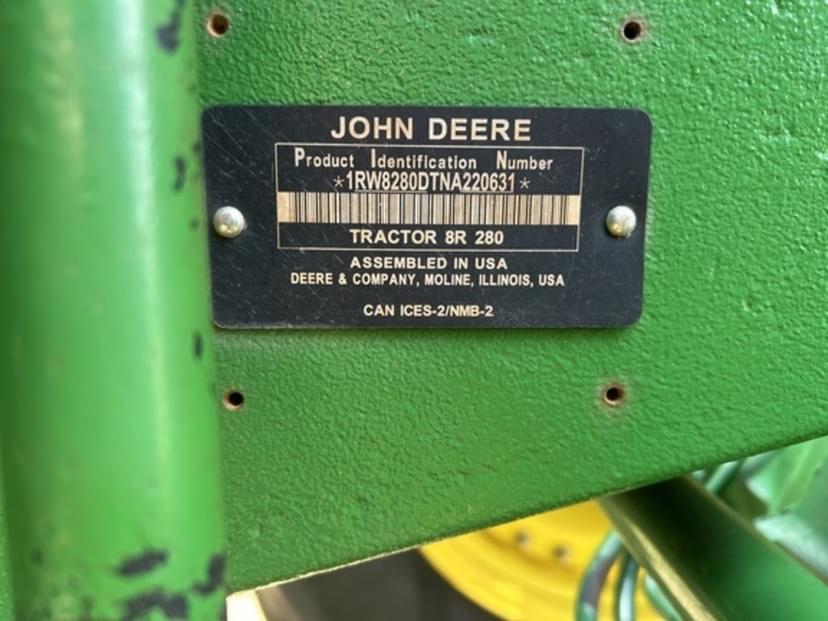 JOHN DEERE
Product Identification Number
*1RW8280DTNA220631*
TRACTOR 8R 280
ASSEMBLED IN USA
DEERE & COMPANY, MOLINE, ILLINOIS, USA
CAN ICES-2/NMB-2